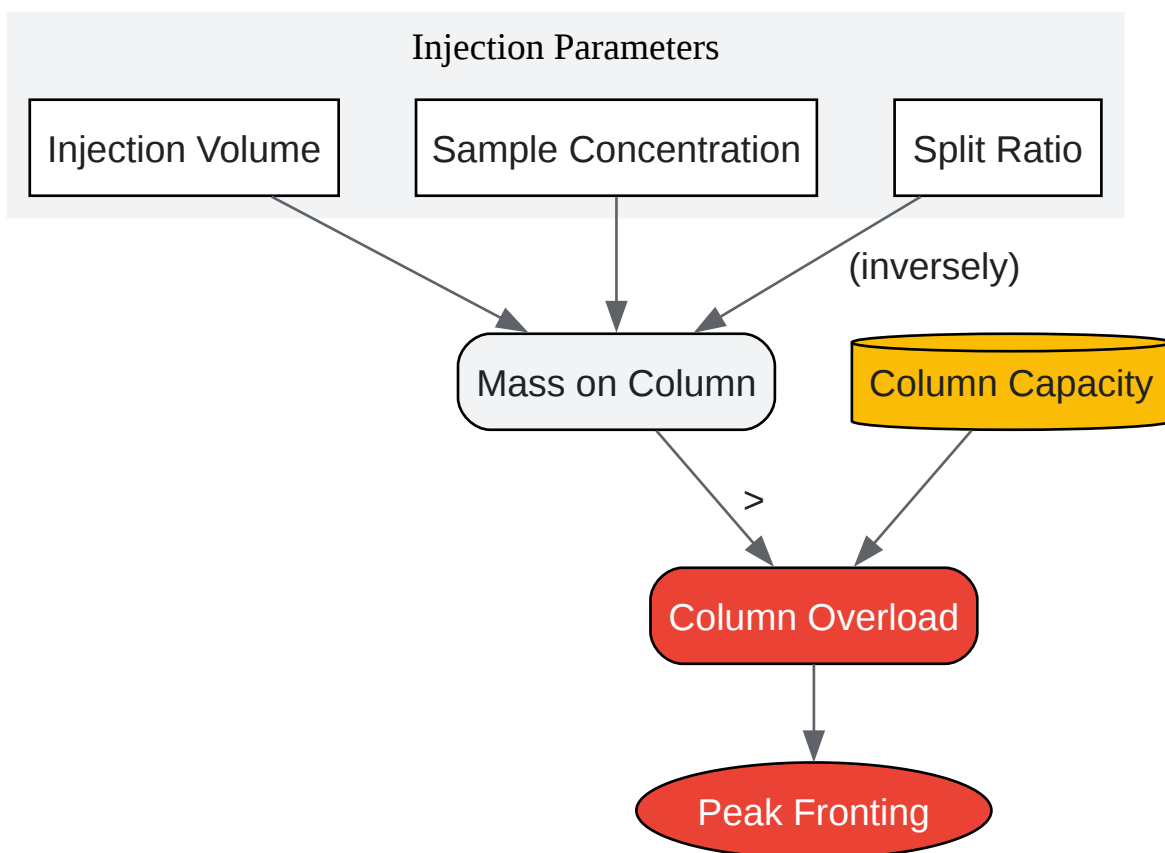 Injection Parameters
Injection Volume
Sample Concentration
Split Ratio
(inversely)
Mass on Column
Column Capacity
>
Column Overload
Peak Fronting